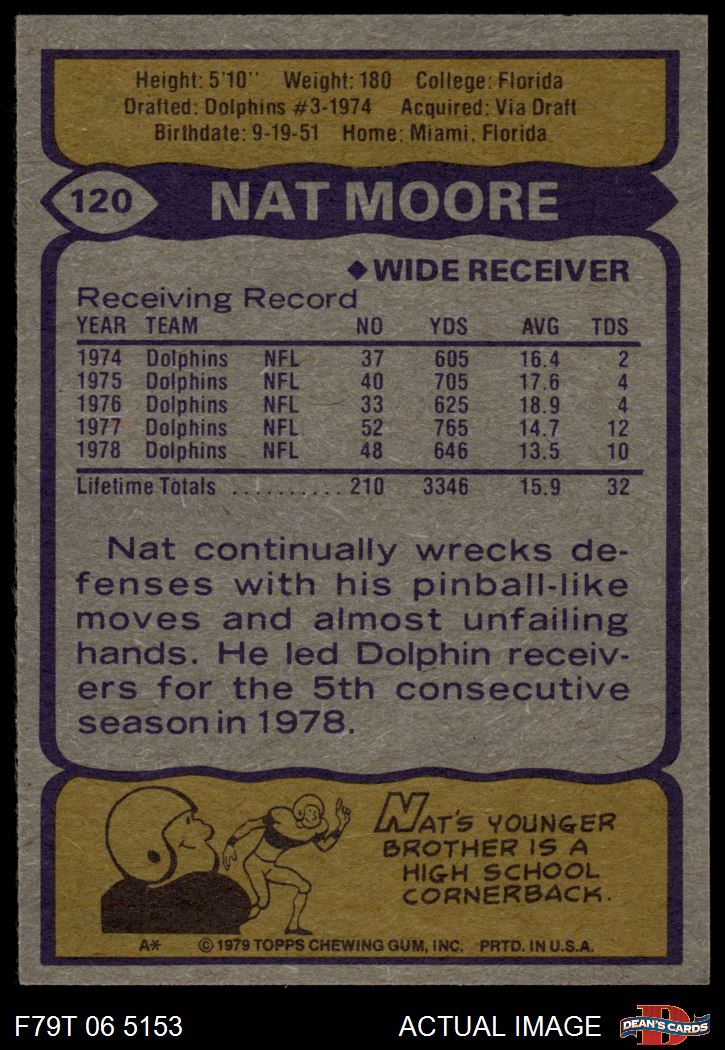 Height: 5'10" Weight: 180 College: Florida
Drafted: Dolphins #3-1974 Acquired: Via Draft
Birthdate: 9-19-51 Home: Miami, Florida
120 NAT MOORE
◆ WIDE RECEIVER
Receiving Record
YEAR TEAM NO YDS AVG TDS
1974 Dolphins NFL 37 605 16.4 2
1975 Dolphins NFL 40 705 17.6 4
1976 Dolphins NFL 33 625 18.9 4
1977 Dolphins NFL 52 765 14.7 12
1978 Dolphins NFL 48 646 13.5 10
Lifetime Totals .......... 210 3346 15.9 32
Nat continually wrecks de-
fenses with his pinball-like
moves and almost unfailing
hands. He led Dolphin receiv-
ers for the 5th consecutive
season in 1978.
NAT'S YOUNGER
BROTHER IS A
HIGH SCHOOL
CORNERBACK.
A* © 1979 TOPPS CHEWING GUM, INC. PRTD. IN U.S.A.
F79T 06 5153 ACTUAL IMAGE D DEAN'S CARDS